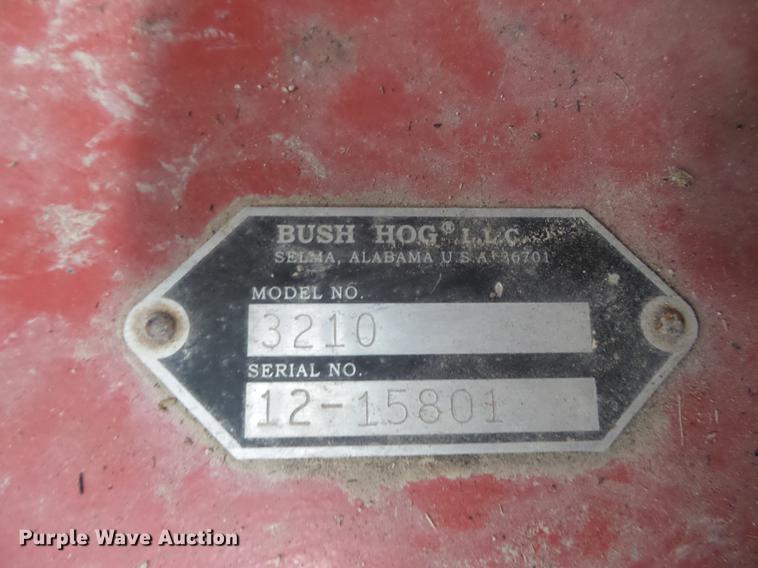 BUSH HOG® L.L.C.
SELMA, ALABAMA U.S.A. 36701
MODEL NO.
3210
SERIAL NO.
12-15801
Purple Wave Auction